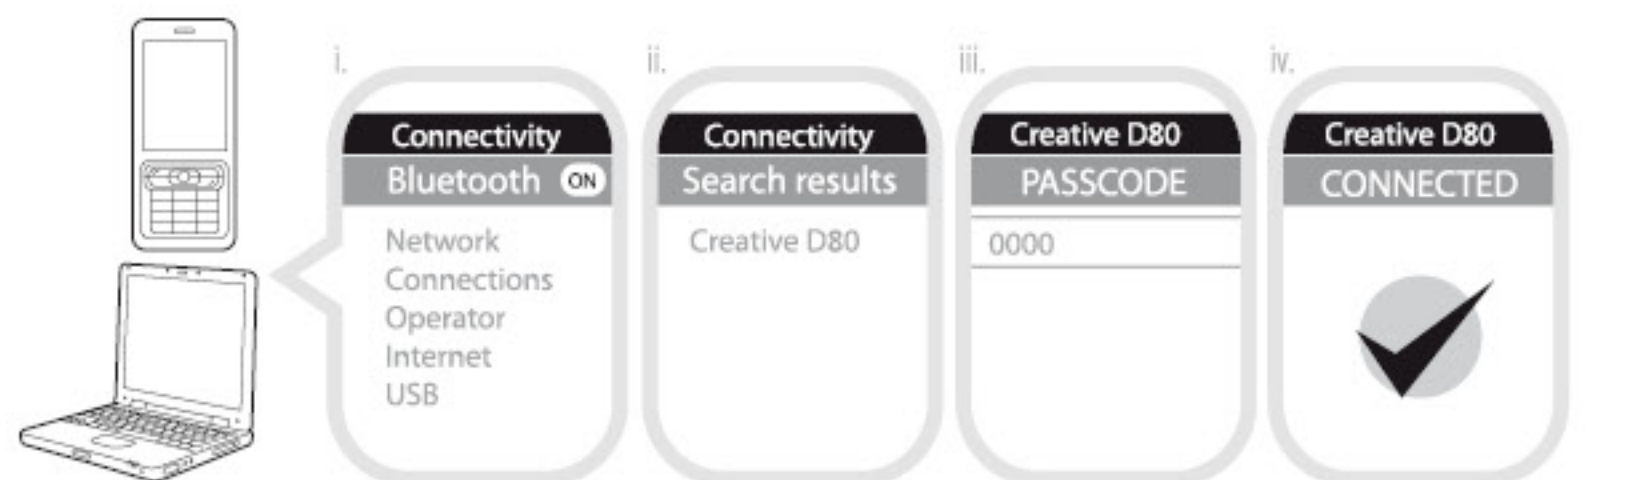 i.
Connectivity
Bluetooth ON
Network
Connections
Operator
Internet
USB
ii.
Connectivity
Search results
Creative D80
iii.
Creative D80
PASSCODE
0000
iv.
Creative D80
CONNECTED